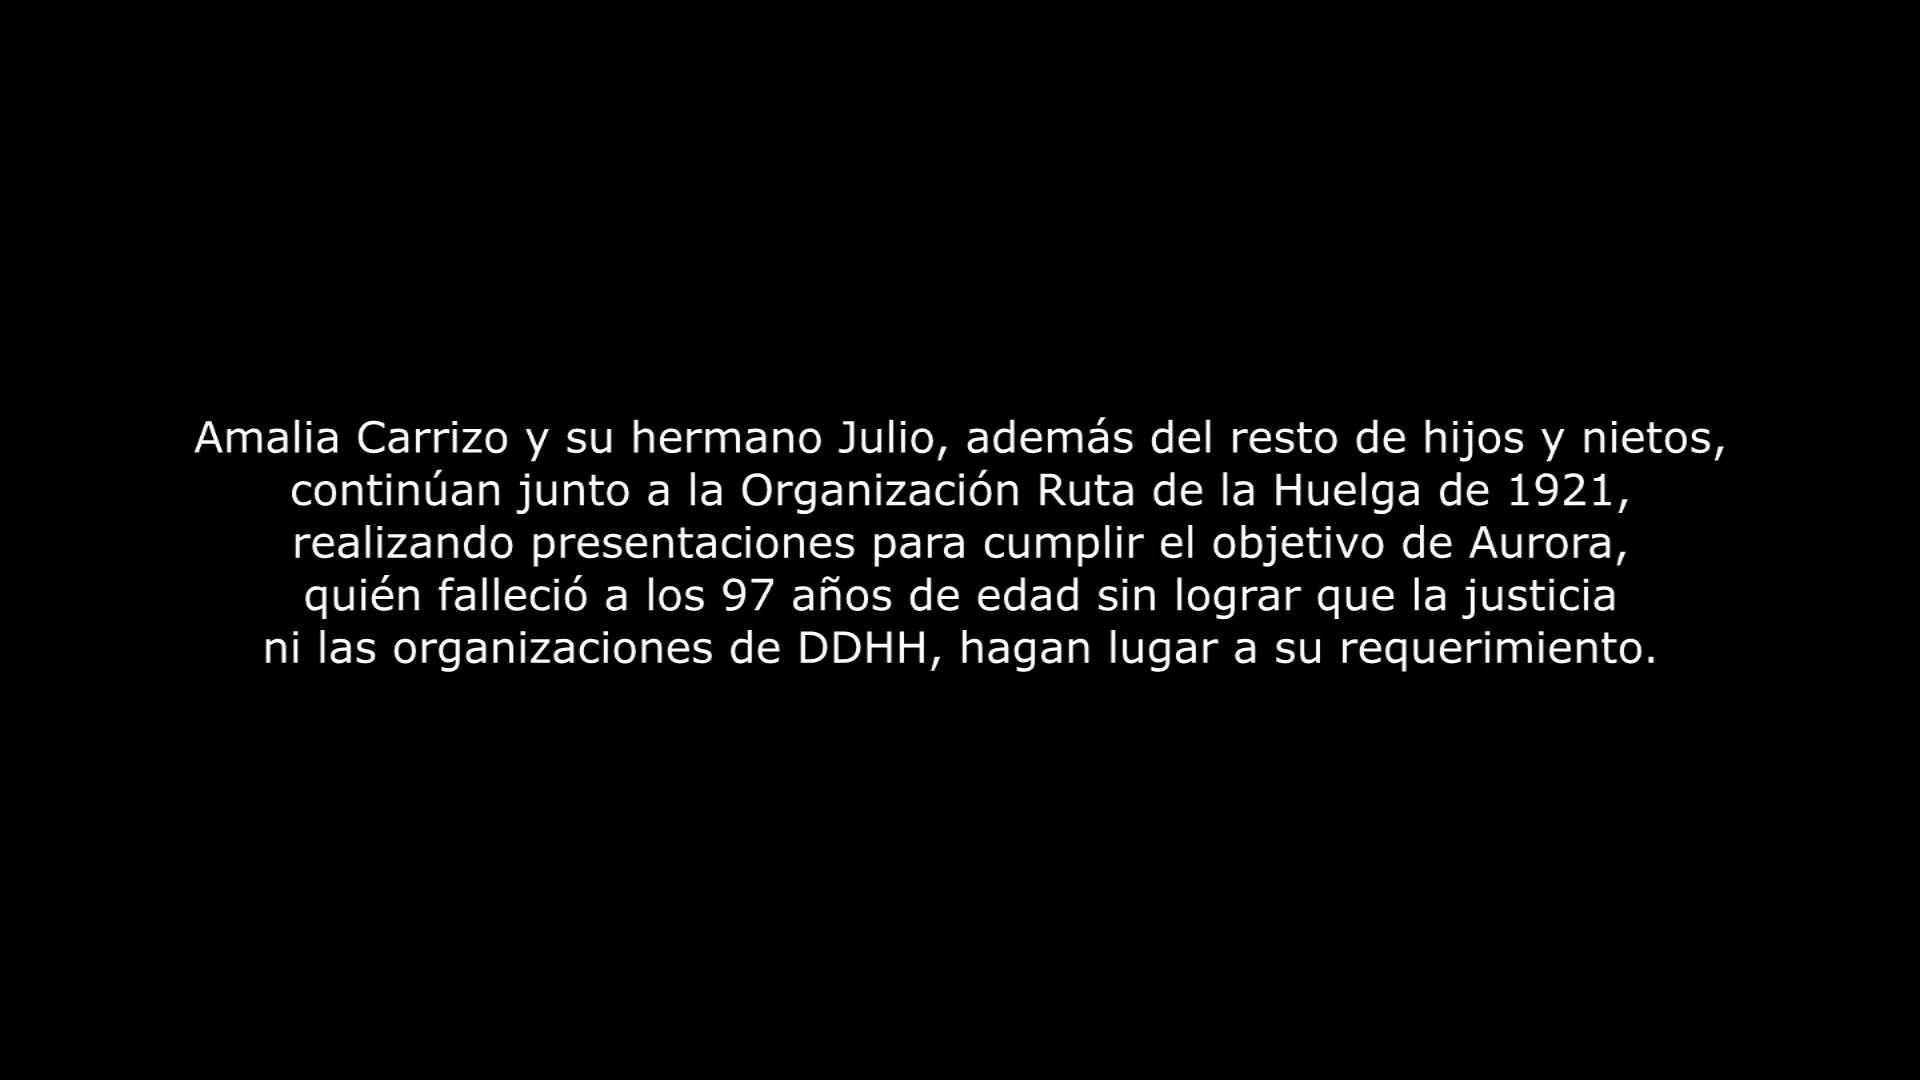 Amalia Carrizo y su hermano Julio, además del resto de hijos y nietos,
continúan junto a la Organización Ruta de la Huelga de 1921,
realizando presentaciones para cumplir el objetivo de Aurora,
quién falleció a los 97 años de edad sin lograr que la justicia
ni las organizaciones de DDHH, hagan lugar a su requerimiento.